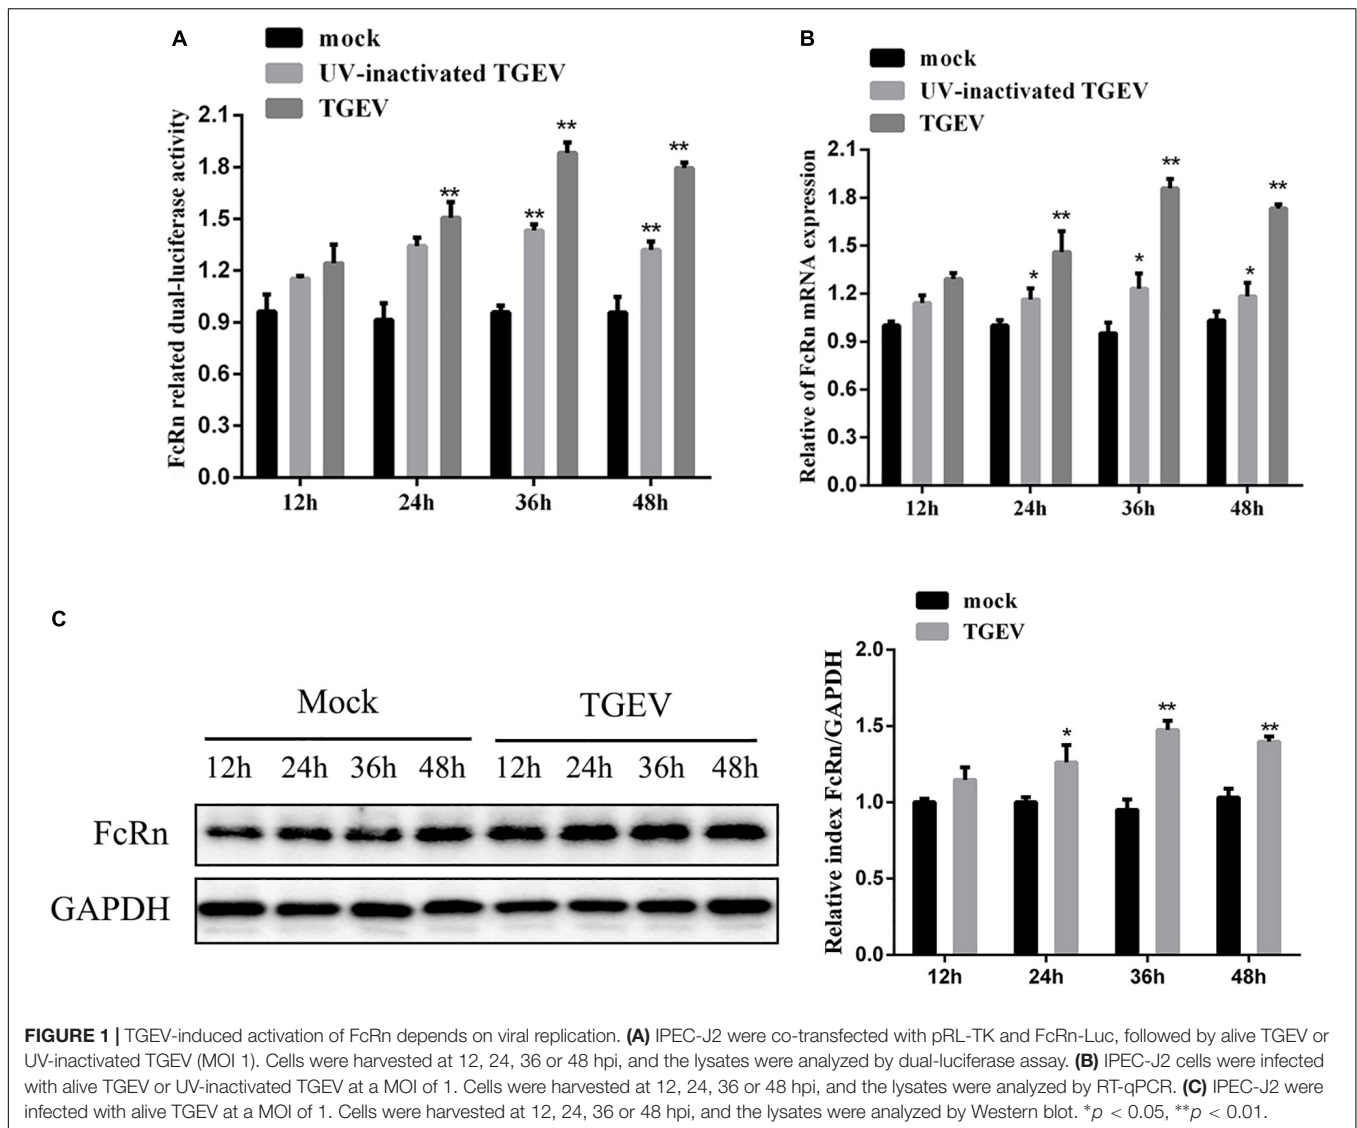 A
mock
UV-inactivated TGEV
TGEV
FcRn related dual-luciferase activity
2.1
1.8
1.5
1.2
0.9
0.6
0.3
0.0
** ** ** ** **
12h 24h 36h 48h
B
mock
UV-inactivated TGEV
TGEV
Relative of FcRn mRNA expression
2.1
1.8
1.5
1.2
0.9
0.6
0.3
0.0
* ** * ** * **
12h 24h 36h 48h
C
Mock TGEV
12h 24h 36h 48h 12h 24h 36h 48h
FcRn
GAPDH
mock
TGEV
Relative index FcRn/GAPDH
2.0
1.5
1.0
0.5
0.0
* ** **
12h 24h 36h 48h
FIGURE 1 | TGEV-induced activation of FcRn depends on viral replication. (A) IPEC-J2 were co-transfected with pRL-TK and FcRn-Luc, followed by alive TGEV or
UV-inactivated TGEV (MOI 1). Cells were harvested at 12, 24, 36 or 48 hpi, and the lysates were analyzed by dual-luciferase assay. (B) IPEC-J2 cells were infected
with alive TGEV or UV-inactivated TGEV at a MOI of 1. Cells were harvested at 12, 24, 36 or 48 hpi, and the lysates were analyzed by RT-qPCR. (C) IPEC-J2 were
infected with alive TGEV at a MOI of 1. Cells were harvested at 12, 24, 36 or 48 hpi, and the lysates were analyzed by Western blot. *p < 0.05, **p < 0.01.